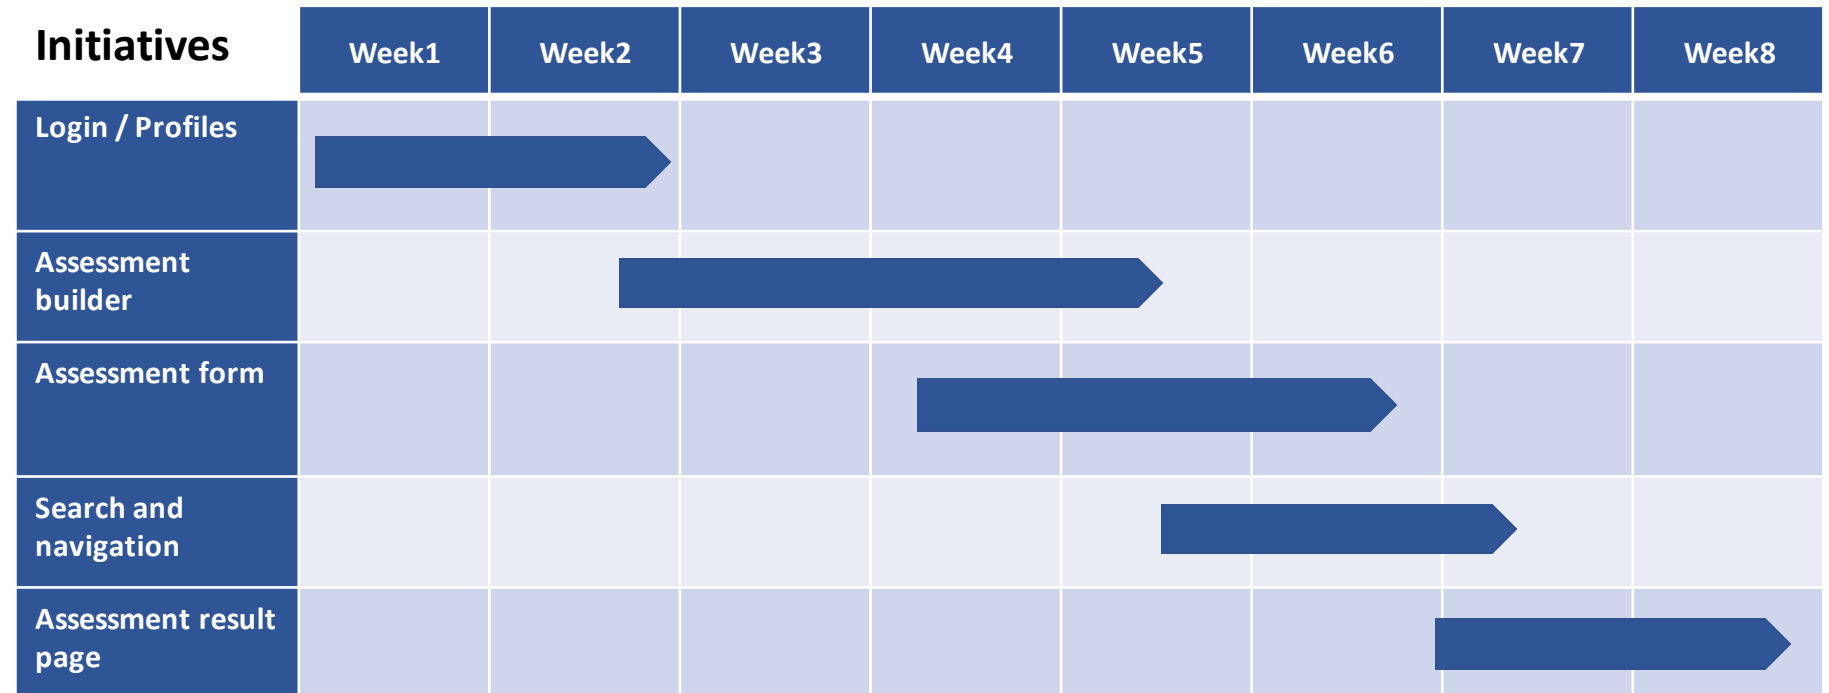 Initiatives
Week1
Week2
Week3
Week4
Week5
Week6
Week7
Week8
Login / Profiles
Assessment
builder
Assessment form
Search and
navigation
Assessment result
page